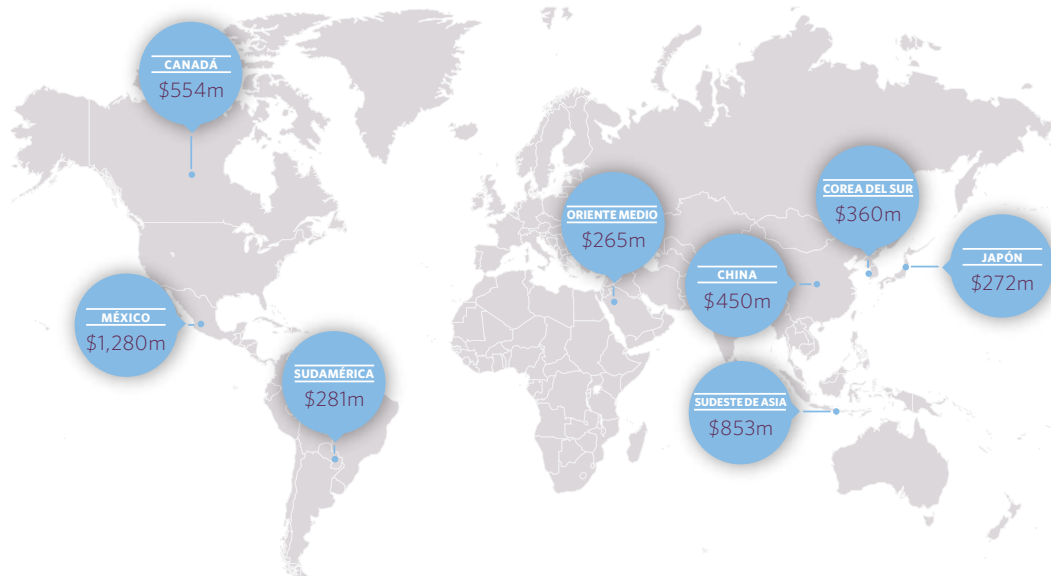 CANADÁ
$554m
COREA DEL SUR
$360m
ORIENTE MEDIO
$265m
CHINA
$450m
JAPÓN
$272m
MÉXICO
$1,280m
SUDAMÉRICA
$281m
SUDESTE DE ASIA
$853m